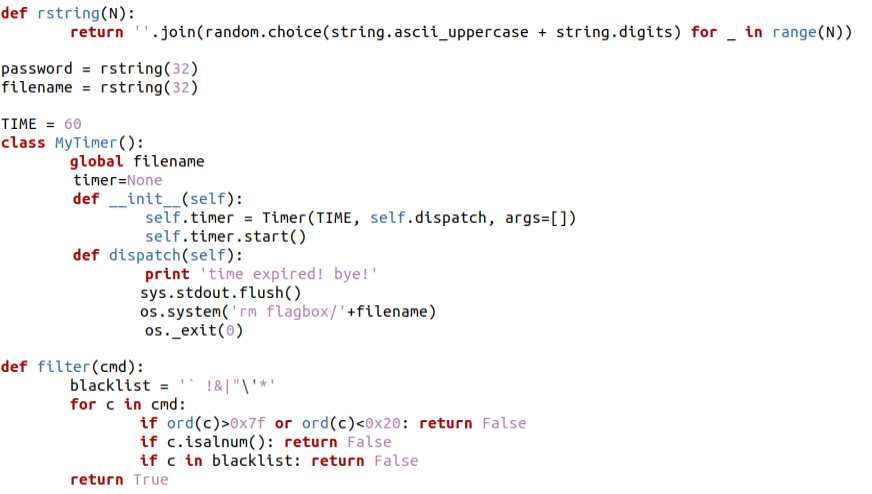 def rstring(N):
return ''.join(random.choice(string.ascii_uppercase + string.digits) for _ in range(N))
password = rstring(32)
filename = rstring(32)
TIME = 60
class MyTimer():
global filename
timer=None
def __init__(self):
self.timer = Timer(TIME, self.dispatch, args=[])
self.timer.start()
def dispatch(self):
print 'time expired! bye!'
sys.stdout.flush()
os.system('rm flagbox/'+filename)
os._exit(0)
def filter(cmd):
blacklist = '` !&|"\'*'
for c in cmd:
if ord(c)>0x7f or ord(c)<0x20: return False
if c.isalnum(): return False
if c in blacklist: return False
return True